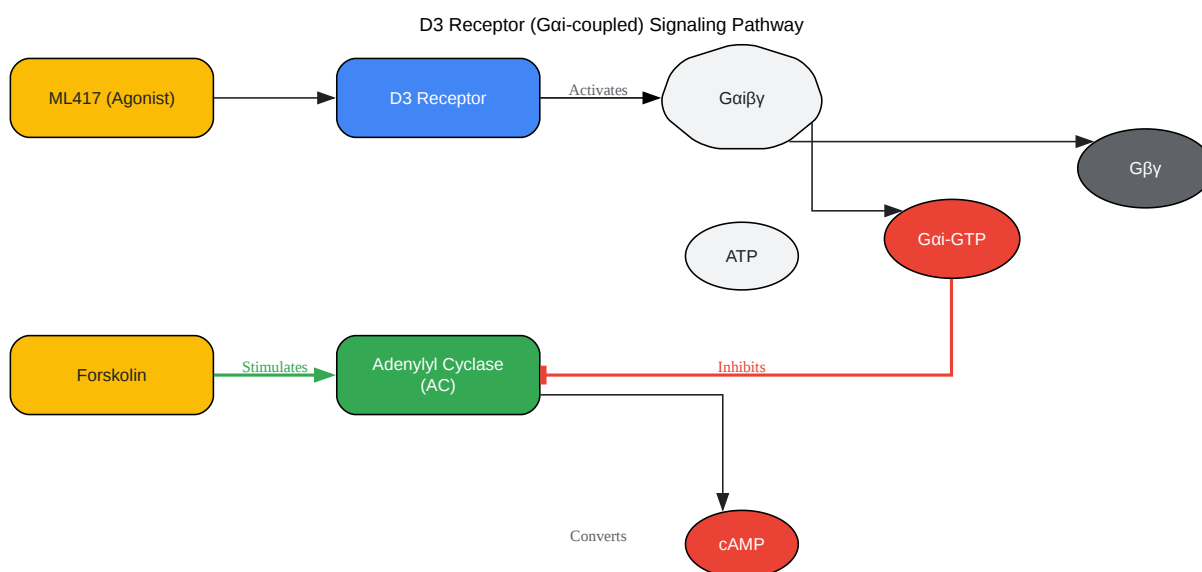 D3 Receptor (Gαi-coupled) Signaling Pathway
ML417 (Agonist)
D3 Receptor
Activates
Gαiβγ
Gβγ
Gαi-GTP
ATP
Forskolin
Stimulates
Adenylyl Cyclase
(AC)
Inhibits
Converts
cAMP